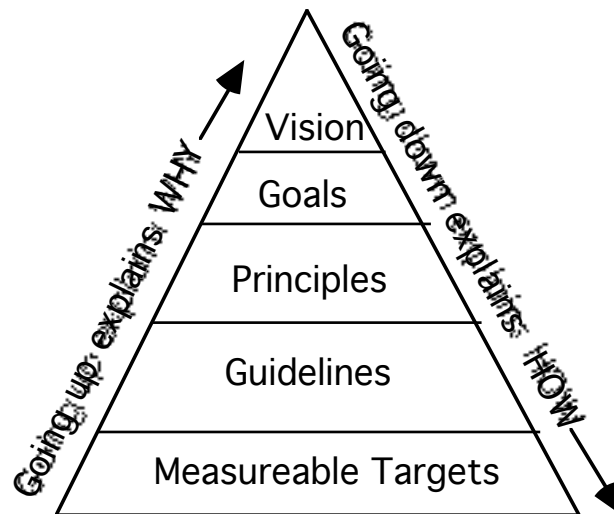 Going up explains WHY
Going down explains HOW
Vision
Goals
Principles
Guidelines
Measureable Targets